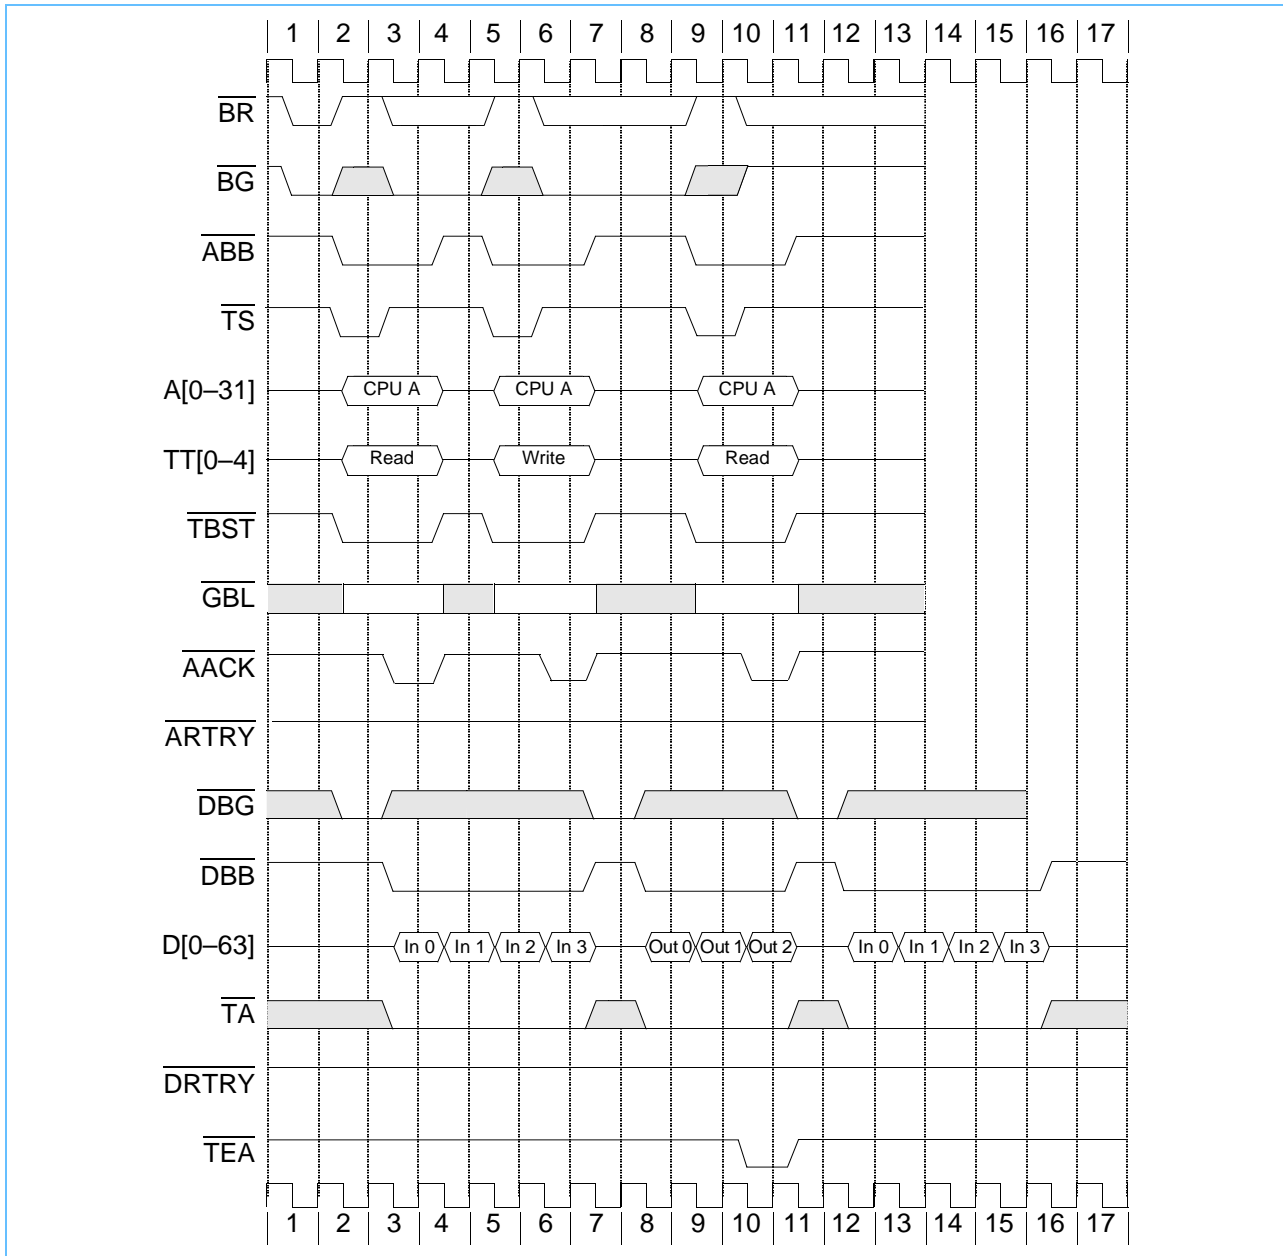 1 2 3 4 5 6 7 8 9 10 11 12 13 14 15 16 17
BR
BG
ABB
TS
A[0–31] CPU A CPU A CPU A
TT[0–4] Read Write Read
TBST
GBL
AACK
ARTRY
DBG
DBB
D[0–63] In 0 In 1 In 2 In 3 Out 0 Out 1 Out 2 In 0 In 1 In 2 In 3
TA
DRTRY
TEA
1 2 3 4 5 6 7 8 9 10 11 12 13 14 15 16 17